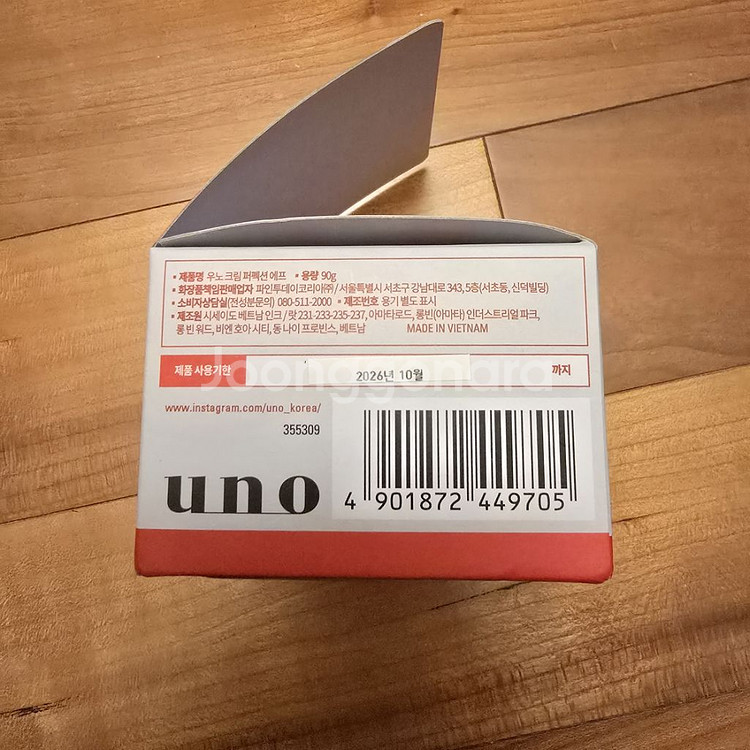 • 제품명 우노 크림 퍼펙션 에프 • 용량 90g
• 화장품책임판매업자 파인투데이코리아㈜ / 서울특별시 서초구 강남대로 343, 5층(서초동, 신덕빌딩)
• 소비자상담실(전성분문의) 080-511-2000 • 제조번호 용기 별도 표시
• 제조원 시세이도 베트남 인크 / 랏 231-233-235-237, 아마타로드, 롱빈(아마타) 인더스트리얼 파크,
롱 빈 워드, 비엔 호아 시티, 동 나이 프로빈스, 베트남 MADE IN VIETNAM
제품 사용기한 2026년 10월 까지
Joonggonara
www.instagram.com/uno_korea/
355309
uno
4 901872 449705